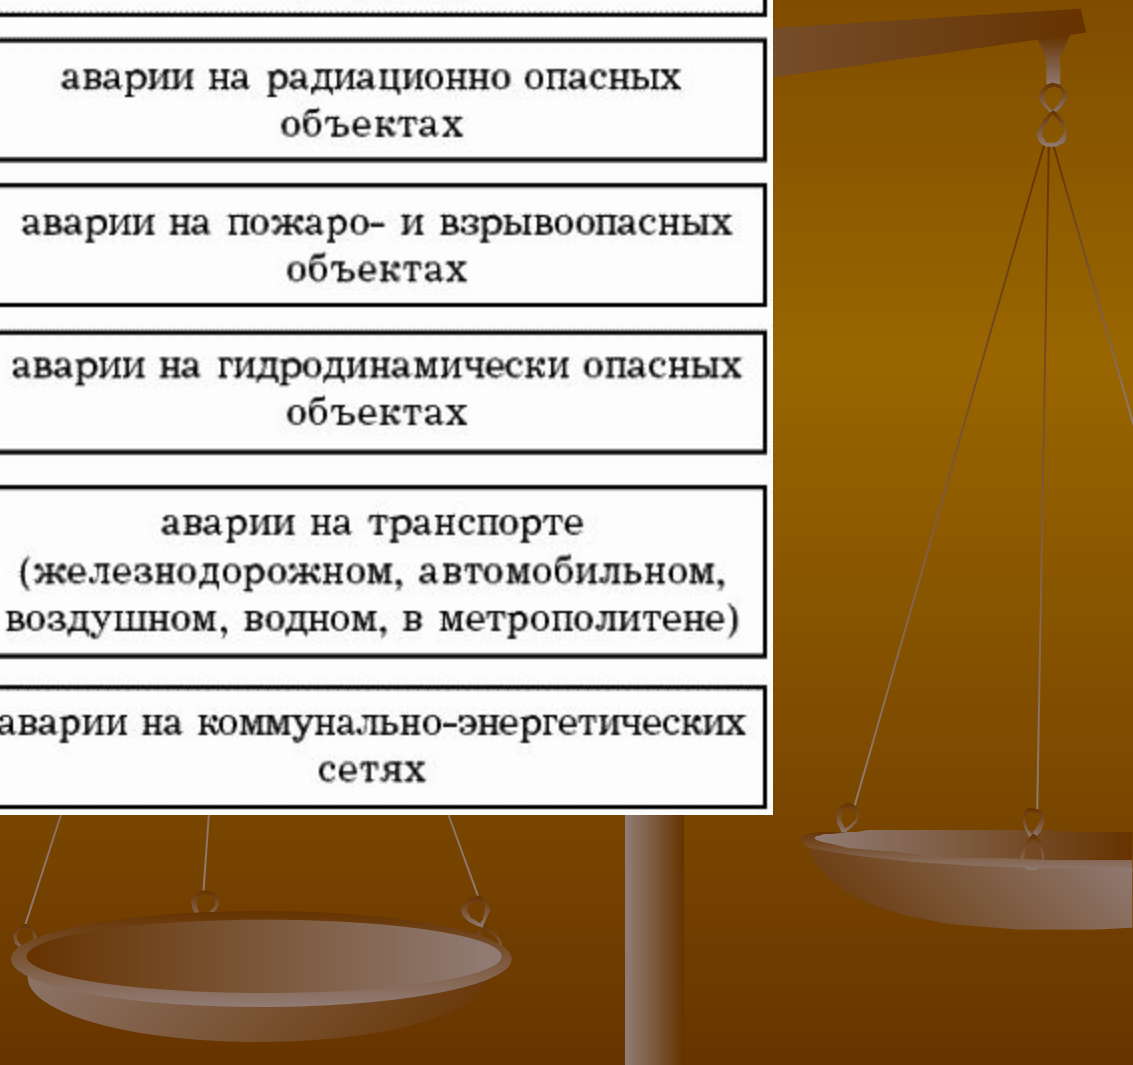 аварии на радиационно опасных
объектах
аварии на пожаро- и взрывоопасных
объектах
аварии на гидродинамически опасных
объектах
аварии на транспорте
(железнодорожном, автомобильном,
воздушном, водном, в метрополитене)
аварии на коммунально-энергетических
сетях